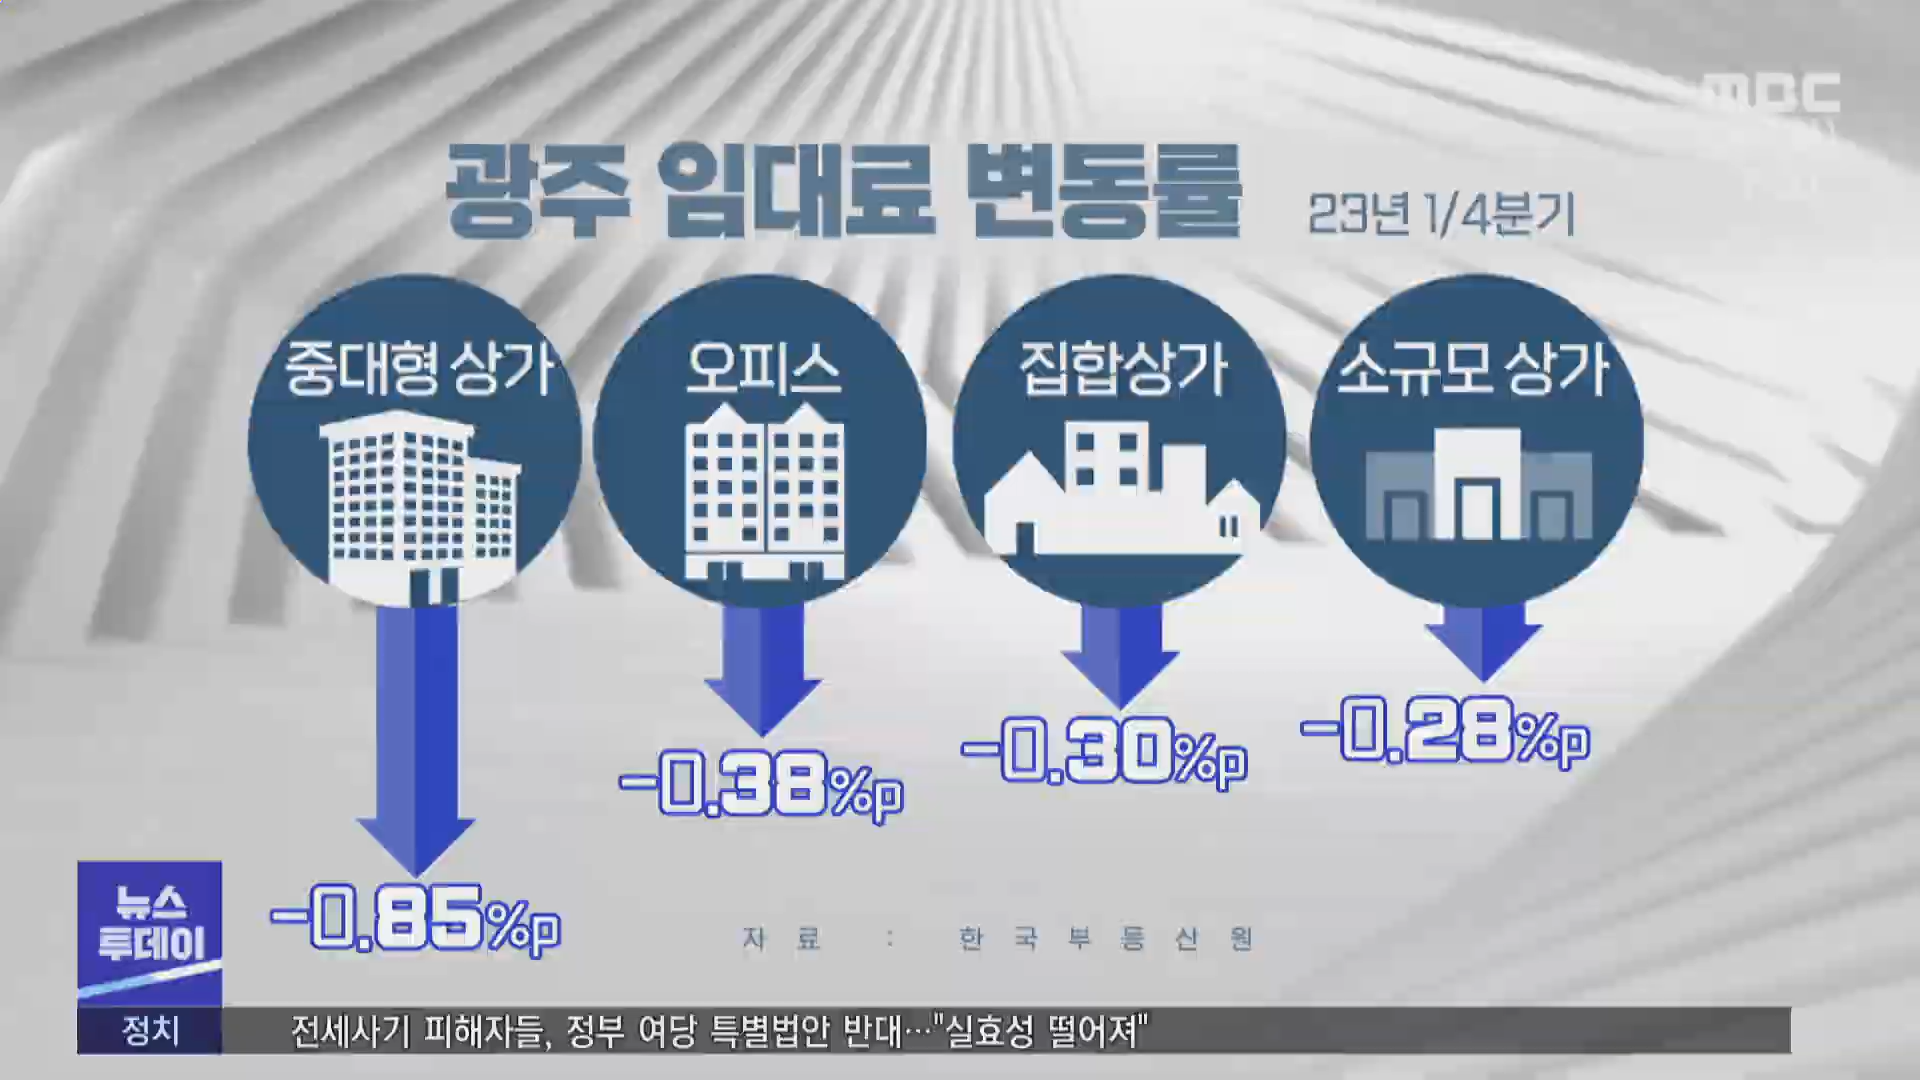 MBC
광주 임대료 변동률 23년 1/4분기
중대형 상가
오피스
집합상가
소규모 상가
-0.85%p
-0.38%p
-0.30%p
-0.28%p
자료 : 한국부동산원
뉴스
투데이
정치
전세사기 피해자들, 정부 여당 특별법안 반대…"실효성 떨어져"